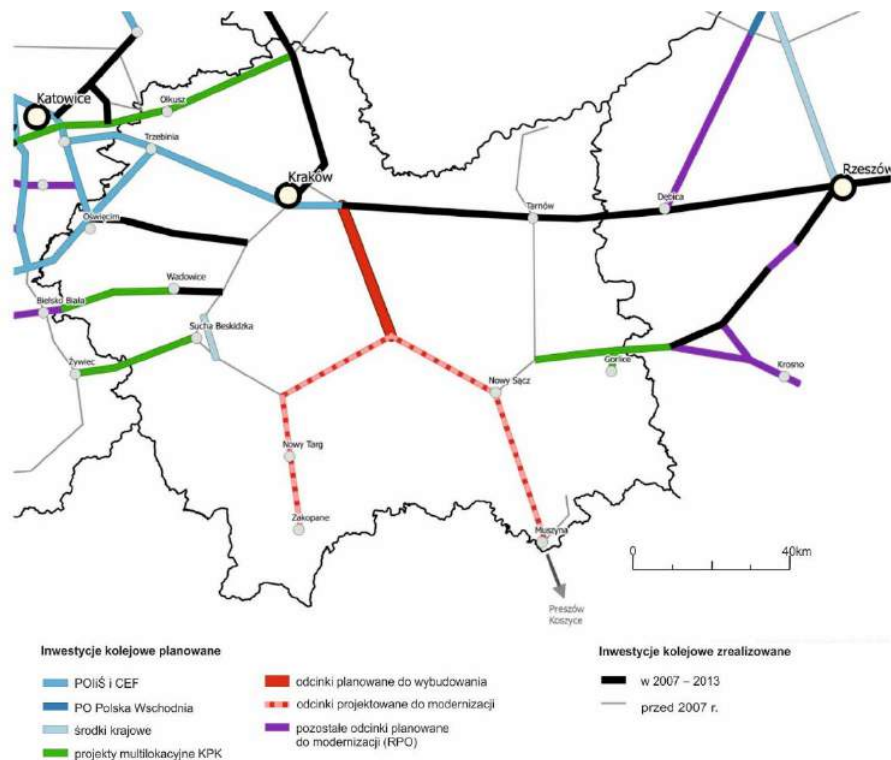 Katowice
Olkusz
Trzebinia
Kraków
Rzeszów
Oświęcim
Tarnów
Dębica
Wadowice
Bielsko Biała
Sucha Beskidzka
Żywiec
Gorlice
Krosno
Nowy Sącz
Nowy Targ
Zakopane
Muszyna
0
40km
Preszów
Koszyce
Inwestycje kolejowe planowane
POIiŚ i CEF
PO Polska Wschodnia
środki krajowe
projekty multilokacyjne KPK
odcinki planowane do wybudowania
odcinki projektowane do modernizacji
pozostałe odcinki planowane
do modernizacji (RPO)
Inwestycje kolejowe zrealizowane
w 2007 – 2013
przed 2007 r.